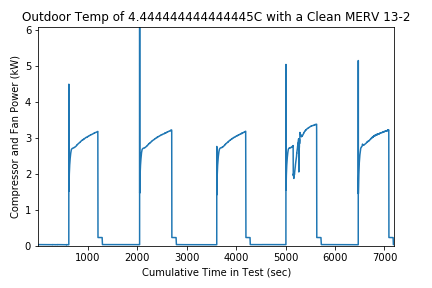 Outdoor Temp of 4.444444444444445C with a Clean MERV 13-2
6
5
4
3
2
1
0
Compressor and Fan Power (kW)
1000 2000 3000 4000 5000 6000 7000
Cumulative Time in Test (sec)